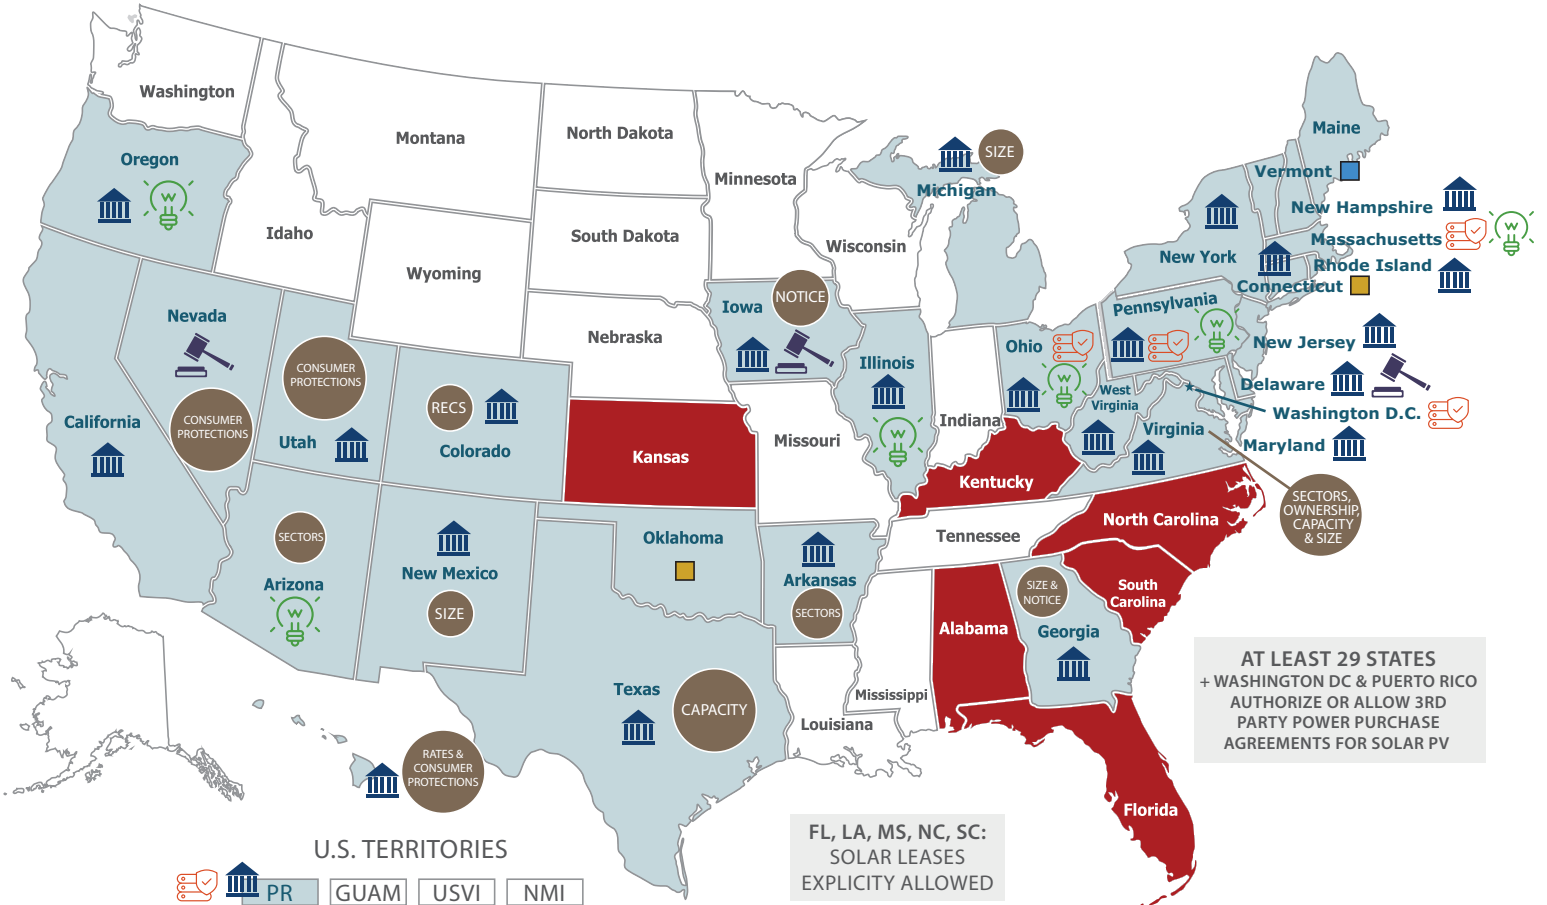 Washington
Montana
North Dakota
Minnesota
Maine
Oregon
SIZE
Michigan
Vermont
New Hampshire
Idaho
South Dakota
Wisconsin
Massachusetts
Wyoming
New York
Rhode Island
Connecticut
Nevada
Iowa
NOTICE
Pennsylvania
Nebraska
Ohio
New Jersey
Illinois
CONSUMER
PROTECTIONS
West
Virginia
Delaware
RECS
Washington D.C.
California
CONSUMER
PROTECTIONS
Utah
Colorado
Missouri
Indiana
Virginia
Maryland
Kansas
Kentucky
SECTORS,
OWNERSHIP,
CAPACITY
& SIZE
North Carolina
SECTORS
Oklahoma
Tennessee
Arizona
New Mexico
Arkansas
SIZE &
NOTICE
South
Carolina
SIZE
SECTORS
Alabama
Georgia
Texas
CAPACITY
Mississippi
Louisiana
AT LEAST 29 STATES
+ WASHINGTON DC & PUERTO RICO
AUTHORIZE OR ALLOW 3RD
PARTY POWER PURCHASE
AGREEMENTS FOR SOLAR PV
RATES &
CONSUMER
PROTECTIONS
Florida
FL, LA, MS, NC, SC:
SOLAR LEASES
EXPLICITY ALLOWED
U.S. TERRITORIES
PR
GUAM
USVI
NMI
W
W
W
W
W
W